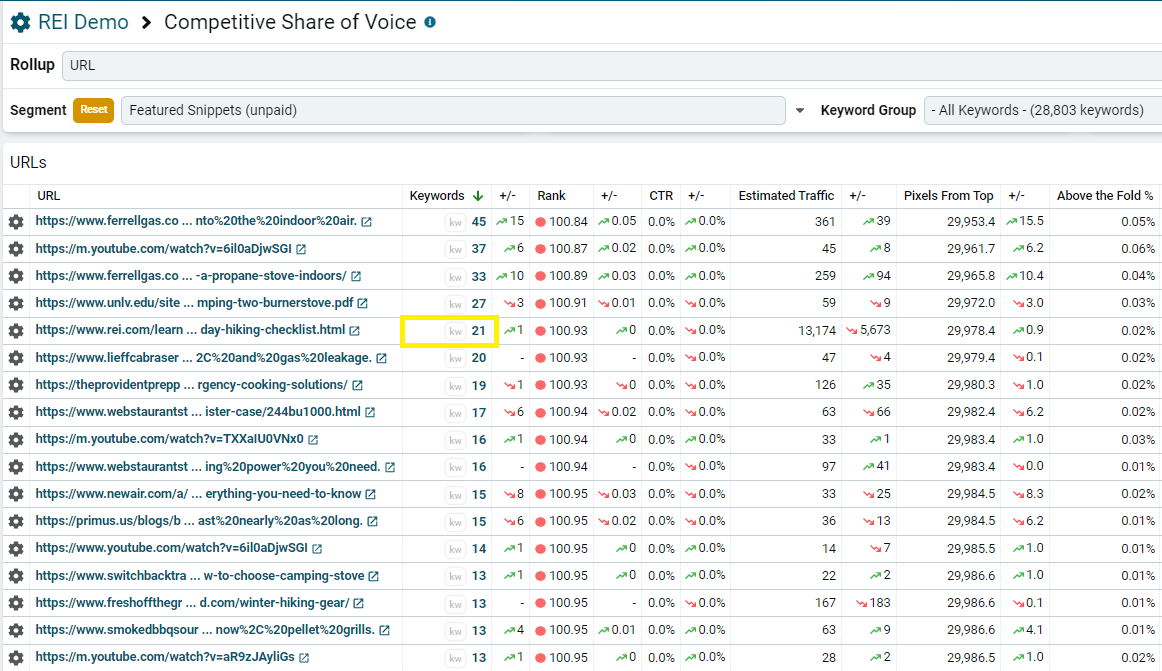 REI Demo > Competitive Share of Voice i
Rollup URL
Segment Reset Featured Snippets (unpaid) Keyword Group - All Keywords - (28,803 keywords)
URLs
URL Keywords +/- Rank +/- CTR +/- Estimated Traffic +/- Pixels From Top +/- Above the Fold %
https://www.ferrellgas.co ... nto%20the%20indoor%20air. kw 45 15 100.84 0.05 0.0% 0.0% 361 39 29,953.4 15.5 0.05%
https://m.youtube.com/watch?v=6il0aDjwSGI kw 37 6 100.87 0.02 0.0% 0.0% 45 8 29,961.7 6.2 0.06%
https://www.ferrellgas.co ... -a-propane-stove-indoors/ kw 33 10 100.89 0.03 0.0% 0.0% 259 94 29,965.8 10.4 0.04%
https://www.unlv.edu/site ... mping-two-burnerstove.pdf kw 27 3 100.91 0.01 0.0% 0.0% 59 9 29,972.0 3.0 0.03%
https://www.rei.com/learn ... day-hiking-checklist.html kw 21 1 100.93 0 0.0% 0.0% 13,174 5,673 29,978.4 0.9 0.02%
https://www.lieffcabraser ... 2C%20and%20gas%20leakage. kw 20 - 100.93 - 0.0% 0.0% 47 4 29,979.4 0.1 0.02%
https://theprovidentprepp ... rgency-cooking-solutions/ kw 19 1 100.93 0 0.0% 0.0% 126 35 29,980.3 1.0 0.02%
https://www.webstaurantst ... ister-case/244bu1000.html kw 17 6 100.94 0.02 0.0% 0.0% 63 66 29,982.4 6.2 0.02%
https://m.youtube.com/watch?v=TXXaIU0VNx0 kw 16 1 100.94 0 0.0% 0.0% 33 1 29,983.4 1.0 0.03%
https://www.webstaurantst ... ing%20power%20you%20need. kw 16 - 100.94 - 0.0% 0.0% 97 41 29,983.4 0.0 0.01%
https://www.newair.com/a/ ... erything-you-need-to-know kw 15 8 100.95 0.03 0.0% 0.0% 33 25 29,984.5 8.3 0.02%
https://primus.us/blogs/b ... ast%20nearly%20as%20long. kw 15 6 100.95 0.02 0.0% 0.0% 36 13 29,984.5 6.2 0.01%
https://www.youtube.com/watch?v=6il0aDjwSGI kw 14 1 100.95 0 0.0% 0.0% 14 7 29,985.5 1.0 0.01%
https://www.switchbacktra ... w-to-choose-camping-stove kw 13 1 100.95 0 0.0% 0.0% 22 2 29,986.6 1.0 0.01%
https://www.freshoffthegr ... d.com/winter-hiking-gear/ kw 13 - 100.95 - 0.0% 0.0% 167 183 29,986.6 0.1 0.01%
https://www.smokedbbqsour ... now%2C%20pellet%20grills. kw 13 4 100.95 0.01 0.0% 0.0% 63 9 29,986.6 4.1 0.01%
https://m.youtube.com/watch?v=aR9zJAyliGs kw 13 1 100.95 0 0.0% 0.0% 28 2 29,986.5 1.0 0.02%